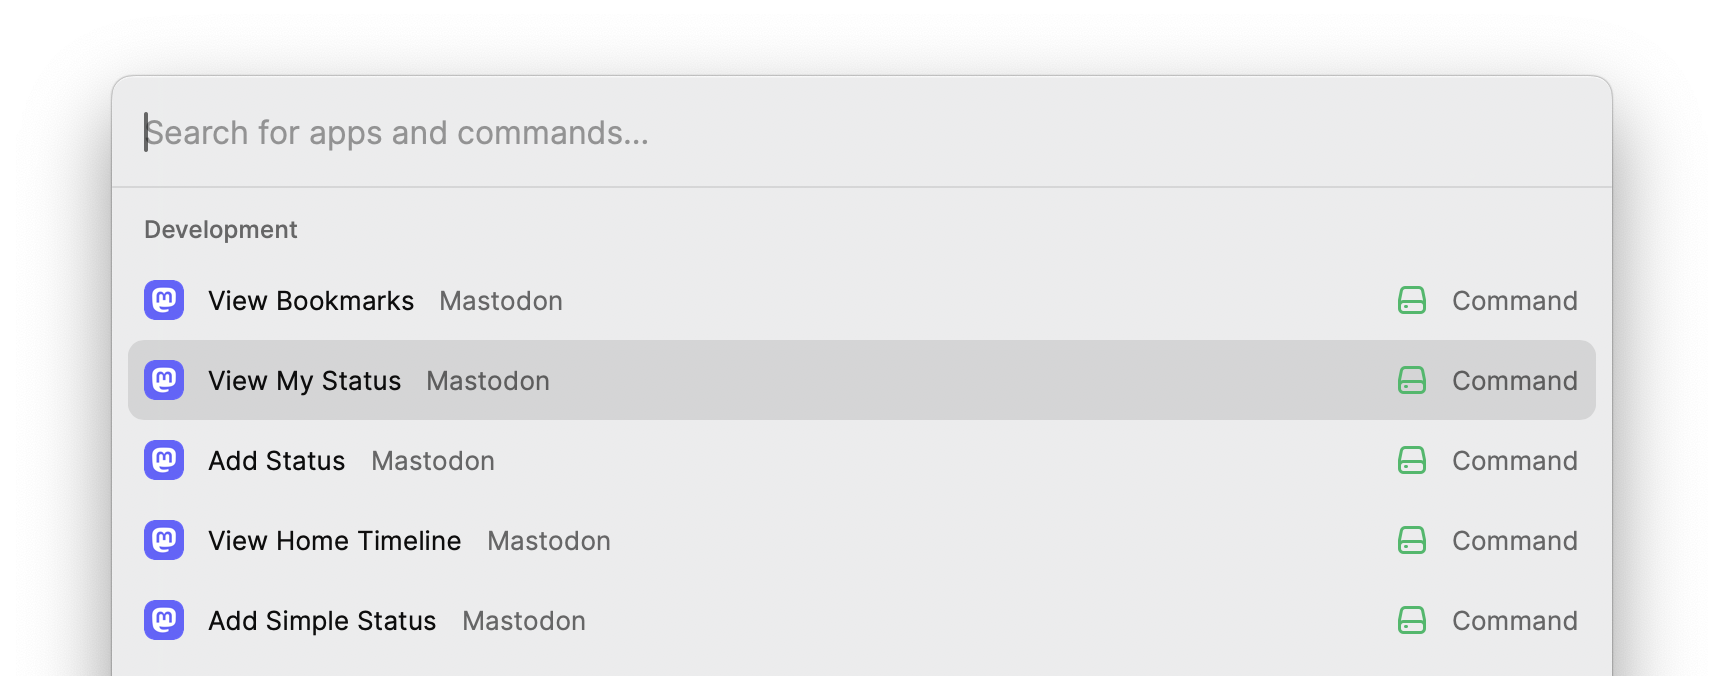 Search for apps and commands...
Development
View Bookmarks Mastodon Command
View My Status Mastodon Command
Add Status Mastodon Command
View Home Timeline Mastodon Command
Add Simple Status Mastodon Command